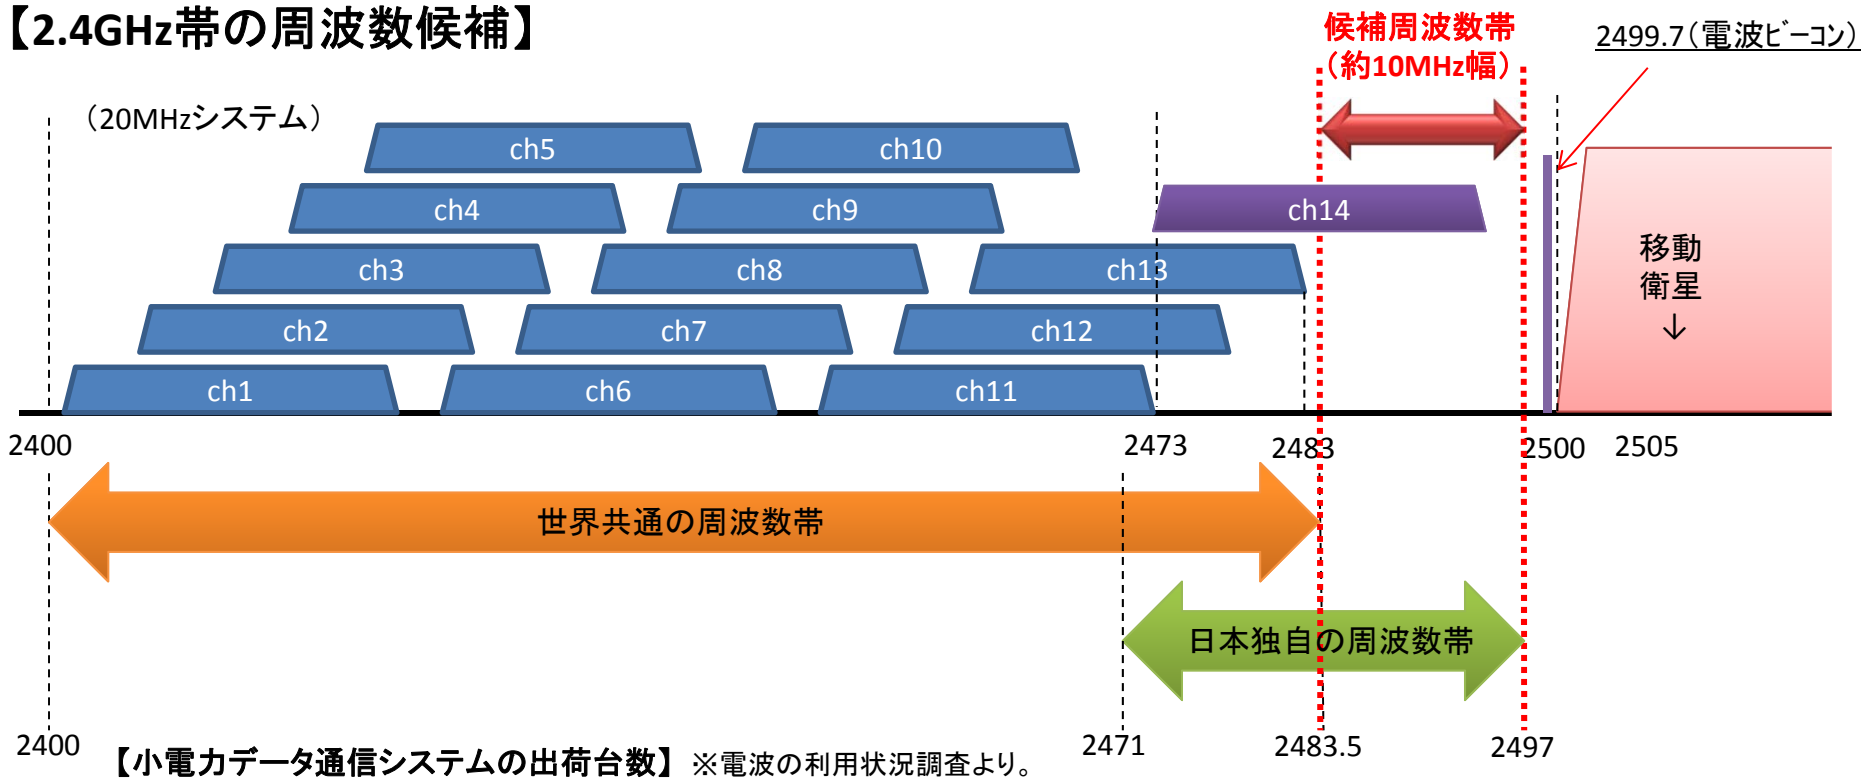 【2.4GHz帯の周波数候補】
候補周波数帯
（約10MHz幅）
2499.7（電波ﾋﾞｰｺﾝ）
（20MHzシステム）
ch5
ch10
ch4
ch9
ch14
ch3
ch8
ch13
ch2
ch7
ch12
ch1
ch6
ch11
移動
衛星
↓
2400
2473
2483
2500
2505
世界共通の周波数帯
日本独自の周波数帯
2400
2471
2483.5
2497
【小電力データ通信システムの出荷台数】 ※電波の利用状況調査より。